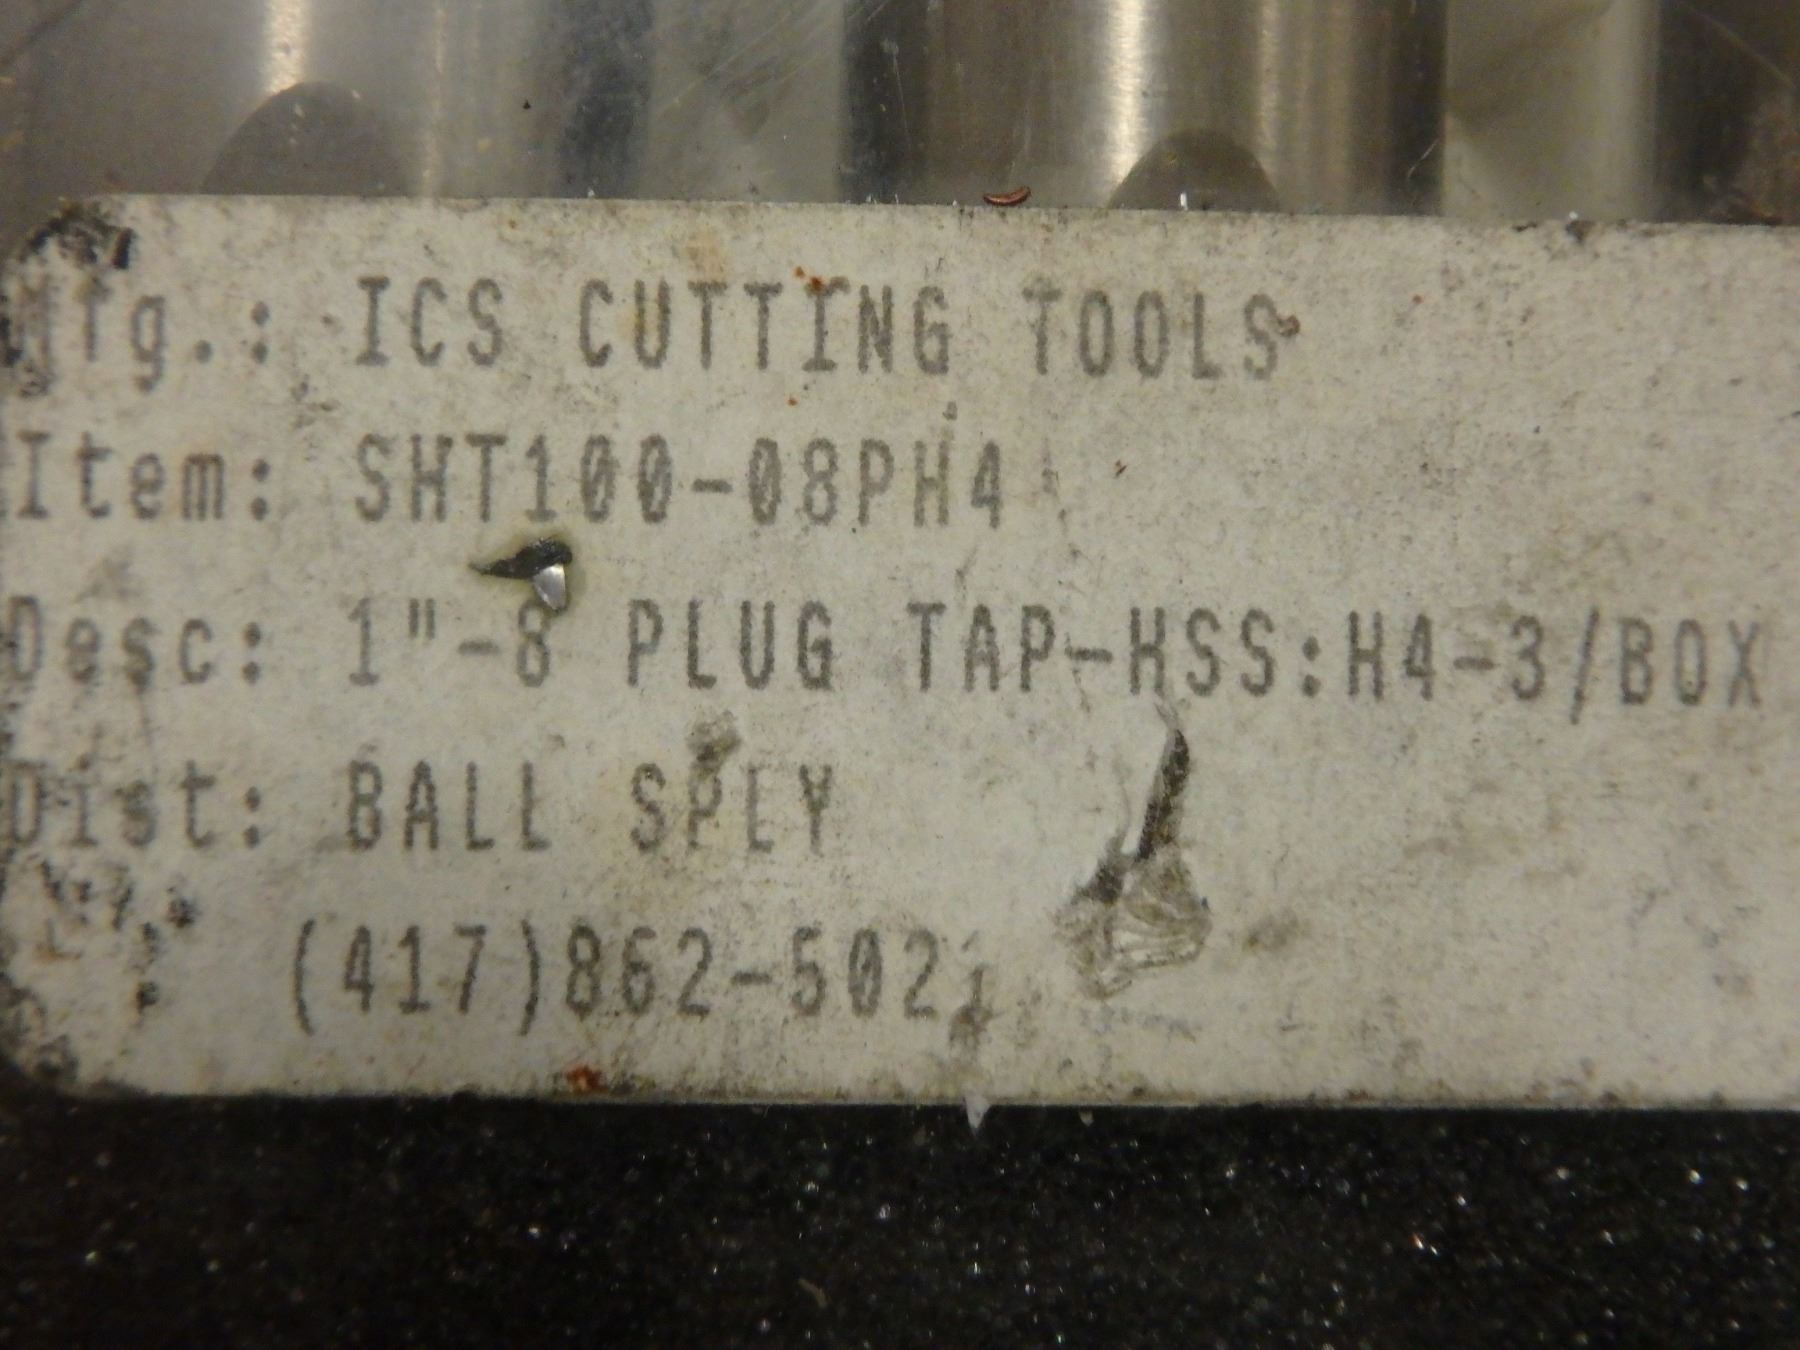 Mfg.: ICS CUTTING TOOLS
Item: SHT100-08PH4
Desc: 1"-8 PLUG TAP-HSS:H4-3/BOX
Dist: BALL SPLY
(417)862-5021